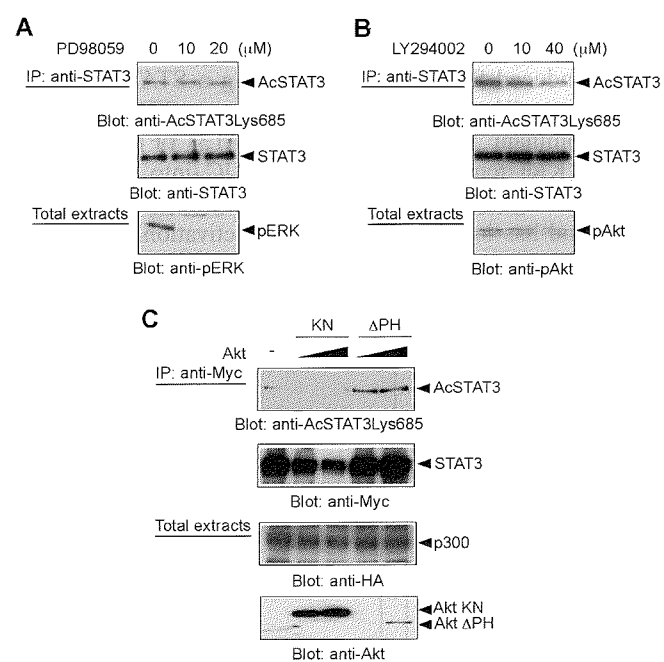 A
PD98059 0 10 20 (μM)
IP: anti-STAT3
AcSTAT3
Blot: anti-AcSTAT3Lys685
STAT3
Blot: anti-STAT3
Total extracts
pERK
Blot: anti-pERK
B
LY294002 0 10 40 (μM)
IP: anti-STAT3
AcSTAT3
Blot: anti-AcSTAT3Lys685
STAT3
Blot: anti-STAT3
Total extracts
pAkt
Blot: anti-pAkt
C
KN ΔPH
Akt -
IP: anti-Myc
AcSTAT3
Blot: anti-AcSTAT3Lys685
STAT3
Blot: anti-Myc
Total extracts
p300
Blot: anti-HA
Akt KN
Akt ΔPH
Blot: anti-Akt